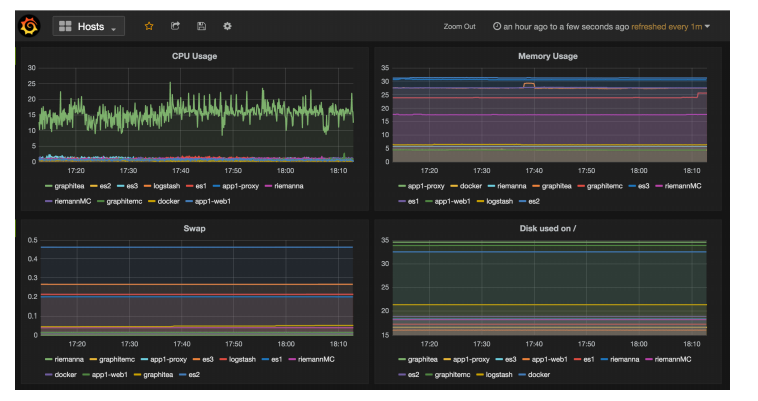 Hosts
Zoom Out
an hour ago to a few seconds ago refreshed every 1m
CPU Usage
30
25
20
15
10
5
0
17:20 17:30 17:40 17:50 18:00 18:10
graphitea es2 es3 logstash es1 app1-proxy riemanna
riemannMC graphitemc docker app1-web1
Memory Usage
35
30
25
20
15
10
5
0
17:20 17:30 17:40 17:50 18:00 18:10
app1-proxy docker riemanna graphitea graphitemc es3 riemannMC
es1 app1-web1 logstash es2
Swap
0.5
0.4
0.3
0.2
0.1
0
17:20 17:30 17:40 17:50 18:00 18:10
riemanna graphitemc app1-proxy es3 logstash es1 riemannMC
docker app1-web1 graphitea es2
Disk used on /
35
30
25
20
15
17:20 17:30 17:40 17:50 18:00 18:10
graphitea app1-proxy es3 app1-web1 es1 riemanna riemannMC
es2 graphitemc logstash docker